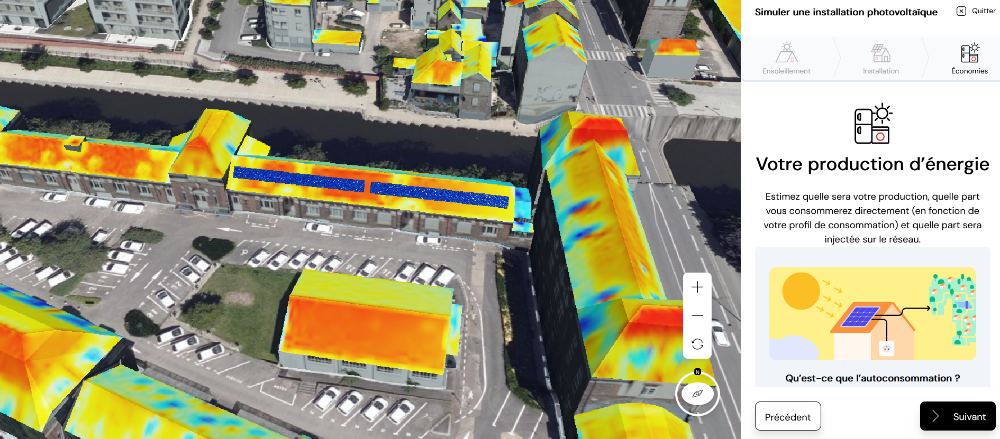 Simuler une installation photovoltaïque
Quitter
Ensoleillement
Installation
Économies
Votre production d’énergie
Estimez quelle sera votre production, quelle part
vous consommerez directement (en fonction de
votre profil de consommation) et quelle part sera
injectée sur le réseau.
Qu’est-ce que l’autoconsommation ?
N
Précédent
Suivant